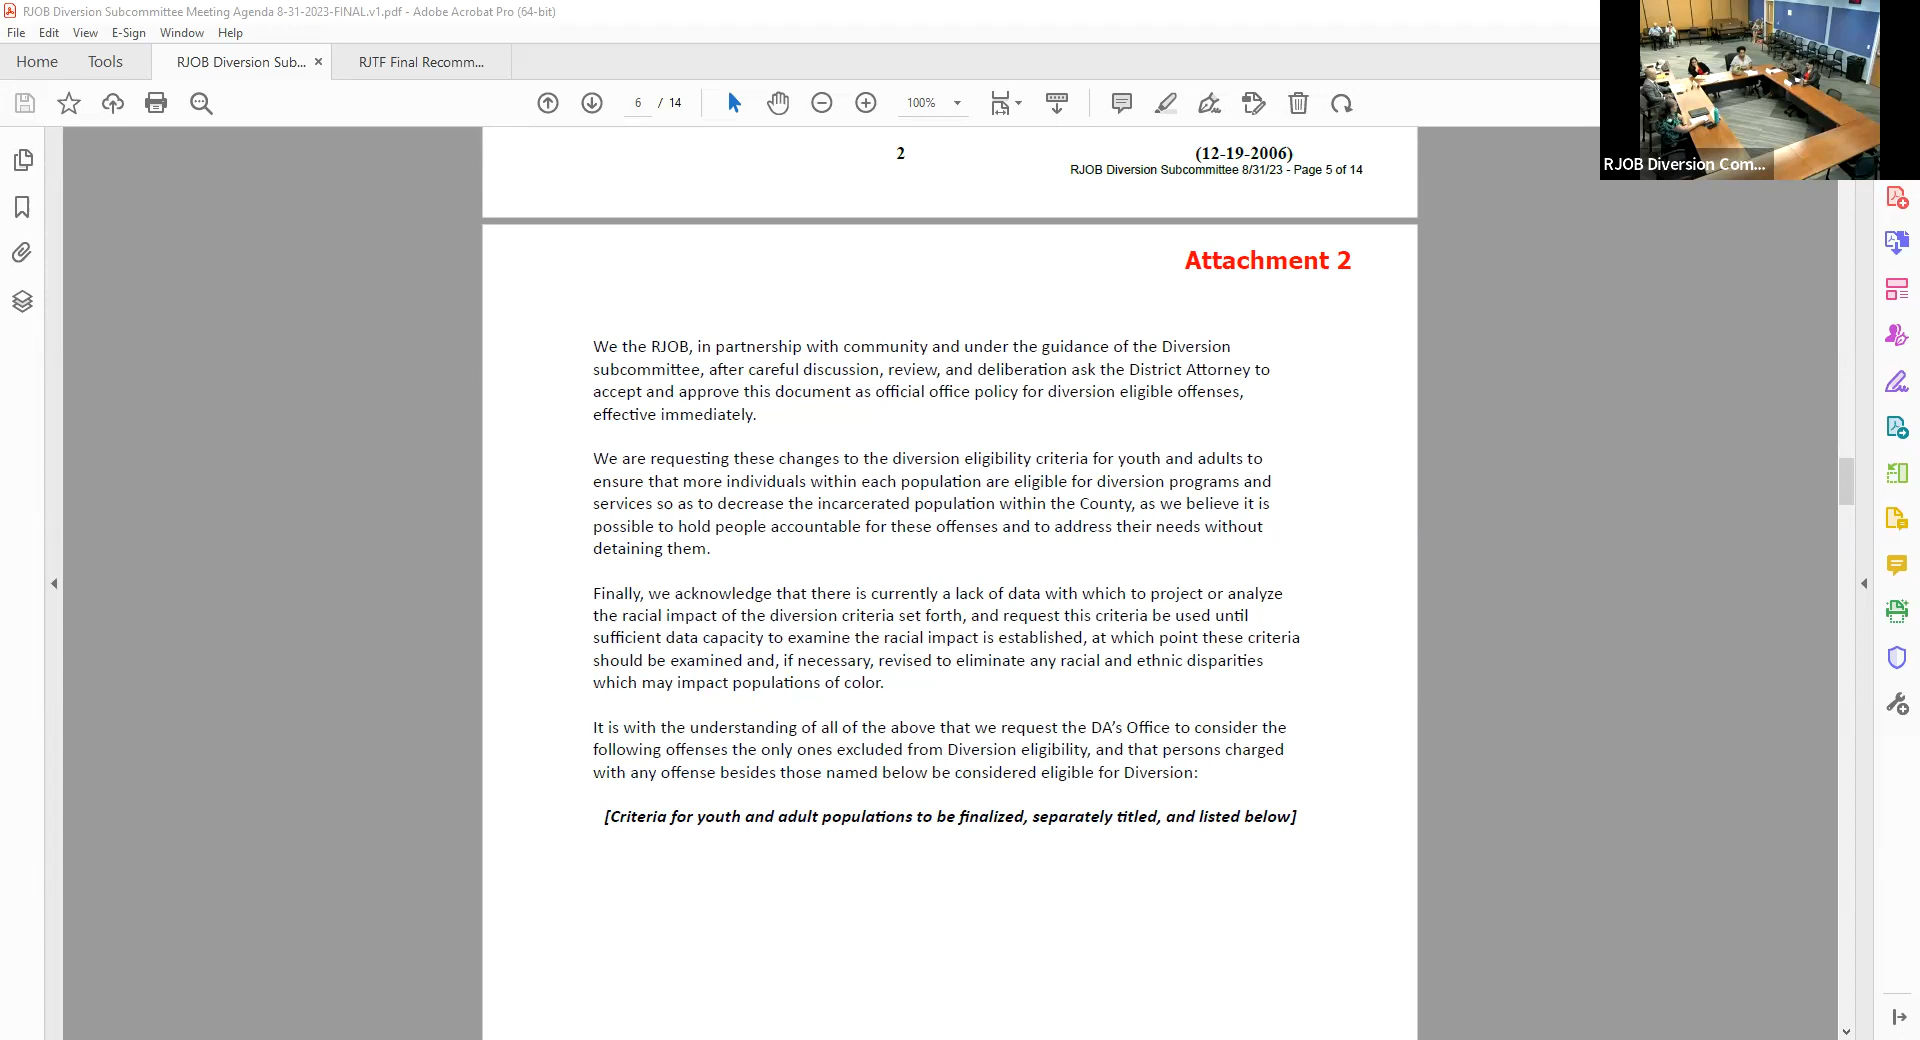 RJOB Diversion Subcommittee Meeting Agenda 8-31-2023-FINAL.v1.pdf - Adobe Acrobat Pro (64-bit)
File Edit View E-Sign Window Help
Home Tools RJOB Diversion Sub... × RJTF Final Recomm...
6 / 14 100%
RJOB Diversion Com...
2 (12-19-2006)
RJOB Diversion Subcommittee 8/31/23 - Page 5 of 14
Attachment 2
We the RJOB, in partnership with community and under the guidance of the Diversion
subcommittee, after careful discussion, review, and deliberation ask the District Attorney to
accept and approve this document as official office policy for diversion eligible offenses,
effective immediately.
We are requesting these changes to the diversion eligibility criteria for youth and adults to
ensure that more individuals within each population are eligible for diversion programs and
services so as to decrease the incarcerated population within the County, as we believe it is
possible to hold people accountable for these offenses and to address their needs without
detaining them.
Finally, we acknowledge that there is currently a lack of data with which to project or analyze
the racial impact of the diversion criteria set forth, and request this criteria be used until
sufficient data capacity to examine the racial impact is established, at which point these criteria
should be examined and, if necessary, revised to eliminate any racial and ethnic disparities
which may impact populations of color.
It is with the understanding of all of the above that we request the DA’s Office to consider the
following offenses the only ones excluded from Diversion eligibility, and that persons charged
with any offense besides those named below be considered eligible for Diversion:
[Criteria for youth and adult populations to be finalized, separately titled, and listed below]